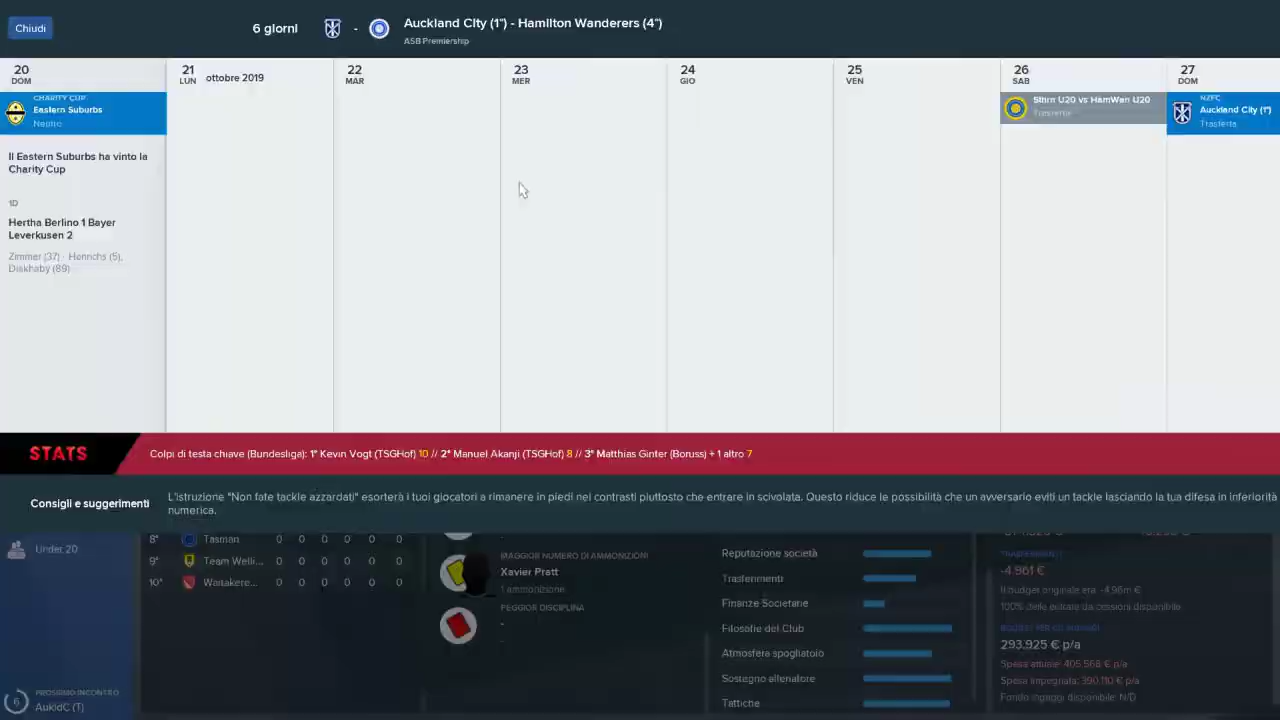 Chiudi
6 giorni
-
Auckland City (1°) - Hamilton Wanderers (4°)
ASB Premiership
20
DOM
21
LUN
ottobre 2019
22
MAR
23
MER
24
GIO
25
VEN
26
SAB
27
DOM
CHARITY CUP
Eastern Suburbs
Neutro
Sthrn U20 vs HamWan U20
Trasferta
NZFC
Auckland City (1°)
Trasferta
Il Eastern Suburbs ha vinto la
Charity Cup
1D
Hertha Berlino 1 Bayer
Leverkusen 2
Zimmer (37) - Henrichs (5),
Diakhaby (89)
STATS
Colpi di testa chiave (Bundesliga): 1° Kevin Vogt (TSGHof) 10 // 2° Manuel Akanji (TSGHof) 8 // 3° Matthias Ginter (Boruss) + 1 altro 7
Consigli e suggerimenti
L'istruzione "Non fate tackle azzardati" esorterà i tuoi giocatori a rimanere in piedi nei contrasti piuttosto che entrare in scivolata. Questo riduce le possibilità che un avversario eviti un tackle lasciando la tua difesa in inferiorità
numerica.
Under 20
8° Tasman 0 0 0 0 0
9° Team Welli... 0 0 0 0 0
10° Waitakere... 0 0 0 0 0
MAGGIOR NUMERO DI AMMONIZIONI
Xavier Pratt
1 ammonizione
PEGGIOR DISCIPLINA
-
Reputazione società
Trasferimenti
Finanze Societarie
Filosofie del Club
Atmosfera spogliatoio
Sostegno allenatore
Tattiche
TRASFERIMENTI
-4.961 €
Il budget originale era -4.96m €
100% delle entrate da cessioni disponibile
293.925 € p/a
Spesa attuale: 405.568 € p/a
Spesa impegnata: 390.110 € p/a
Fondo ingaggi disponibile: N/D
6
PROSSIMO INCONTRO
AukldC (T)